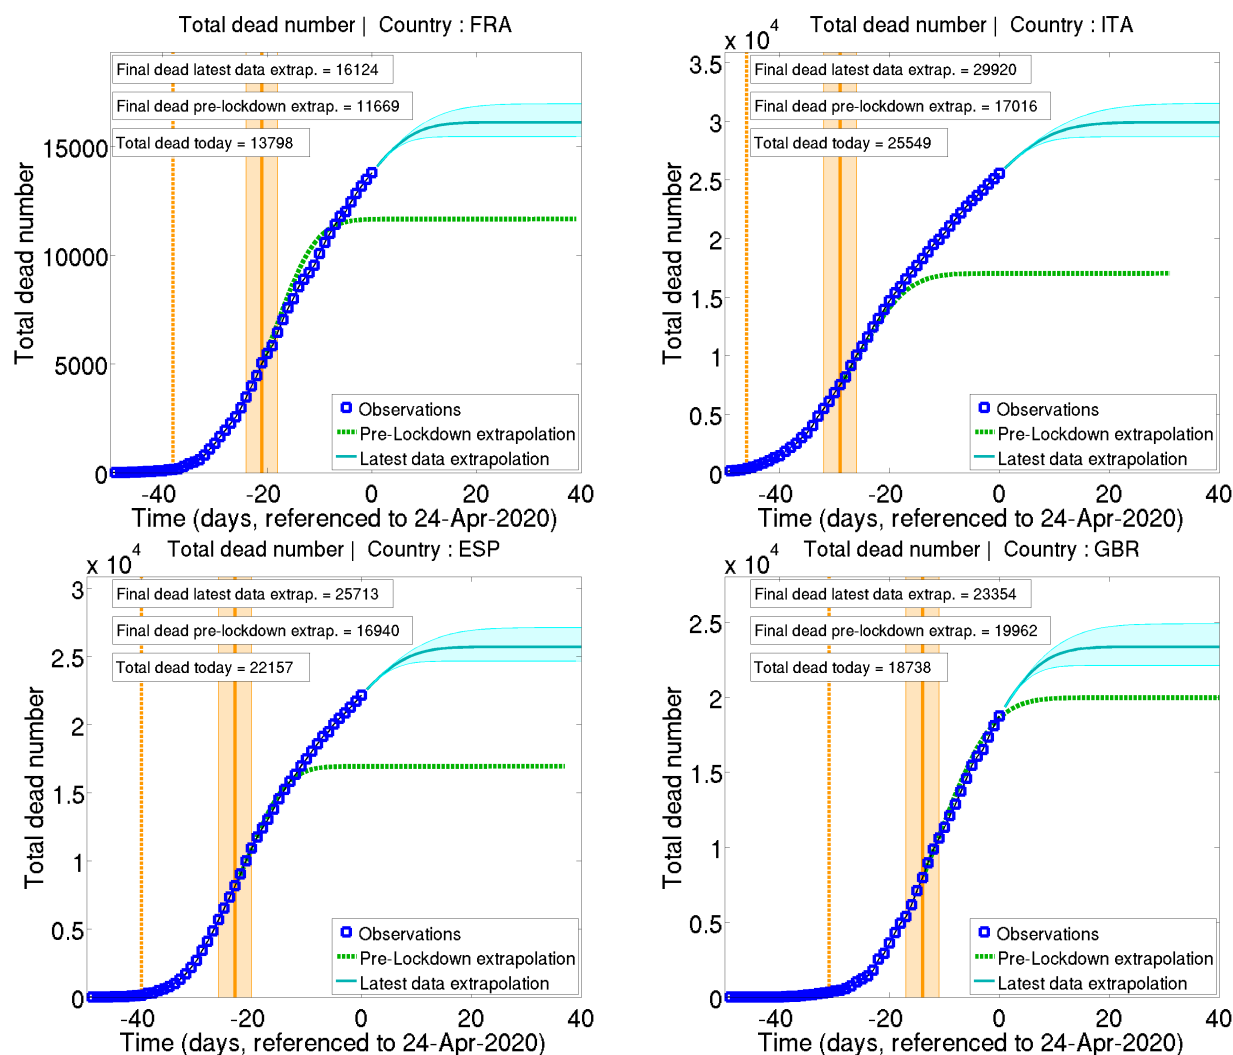 Total dead number |  Country : FRA
Final dead latest data extrap. = 16124
Final dead pre-lockdown extrap. = 11669
Total dead today = 13798
Total dead number
15000
10000
5000
0
Observations
Pre-Lockdown extrapolation
Latest data extrapolation
-40 -20 0 20 40
Time (days, referenced to 24-Apr-2020)
Total dead number |  Country : ITA
x 10^4
Final dead latest data extrap. = 29920
Final dead pre-lockdown extrap. = 17016
Total dead today = 25549
Total dead number
3.5
3
2.5
2
1.5
1
0.5
0
Observations
Pre-Lockdown extrapolation
Latest data extrapolation
-40 -20 0 20 40
Time (days, referenced to 24-Apr-2020)
Total dead number |  Country : ESP
x 10^4
Final dead latest data extrap. = 25713
Final dead pre-lockdown extrap. = 16940
Total dead today = 22157
Total dead number
3
2.5
2
1.5
1
0.5
0
Observations
Pre-Lockdown extrapolation
Latest data extrapolation
-40 -20 0 20 40
Time (days, referenced to 24-Apr-2020)
Total dead number |  Country : GBR
x 10^4
Final dead latest data extrap. = 23354
Final dead pre-lockdown extrap. = 19962
Total dead today = 18738
Total dead number
2.5
2
1.5
1
0.5
0
Observations
Pre-Lockdown extrapolation
Latest data extrapolation
-40 -20 0 20 40
Time (days, referenced to 24-Apr-2020)